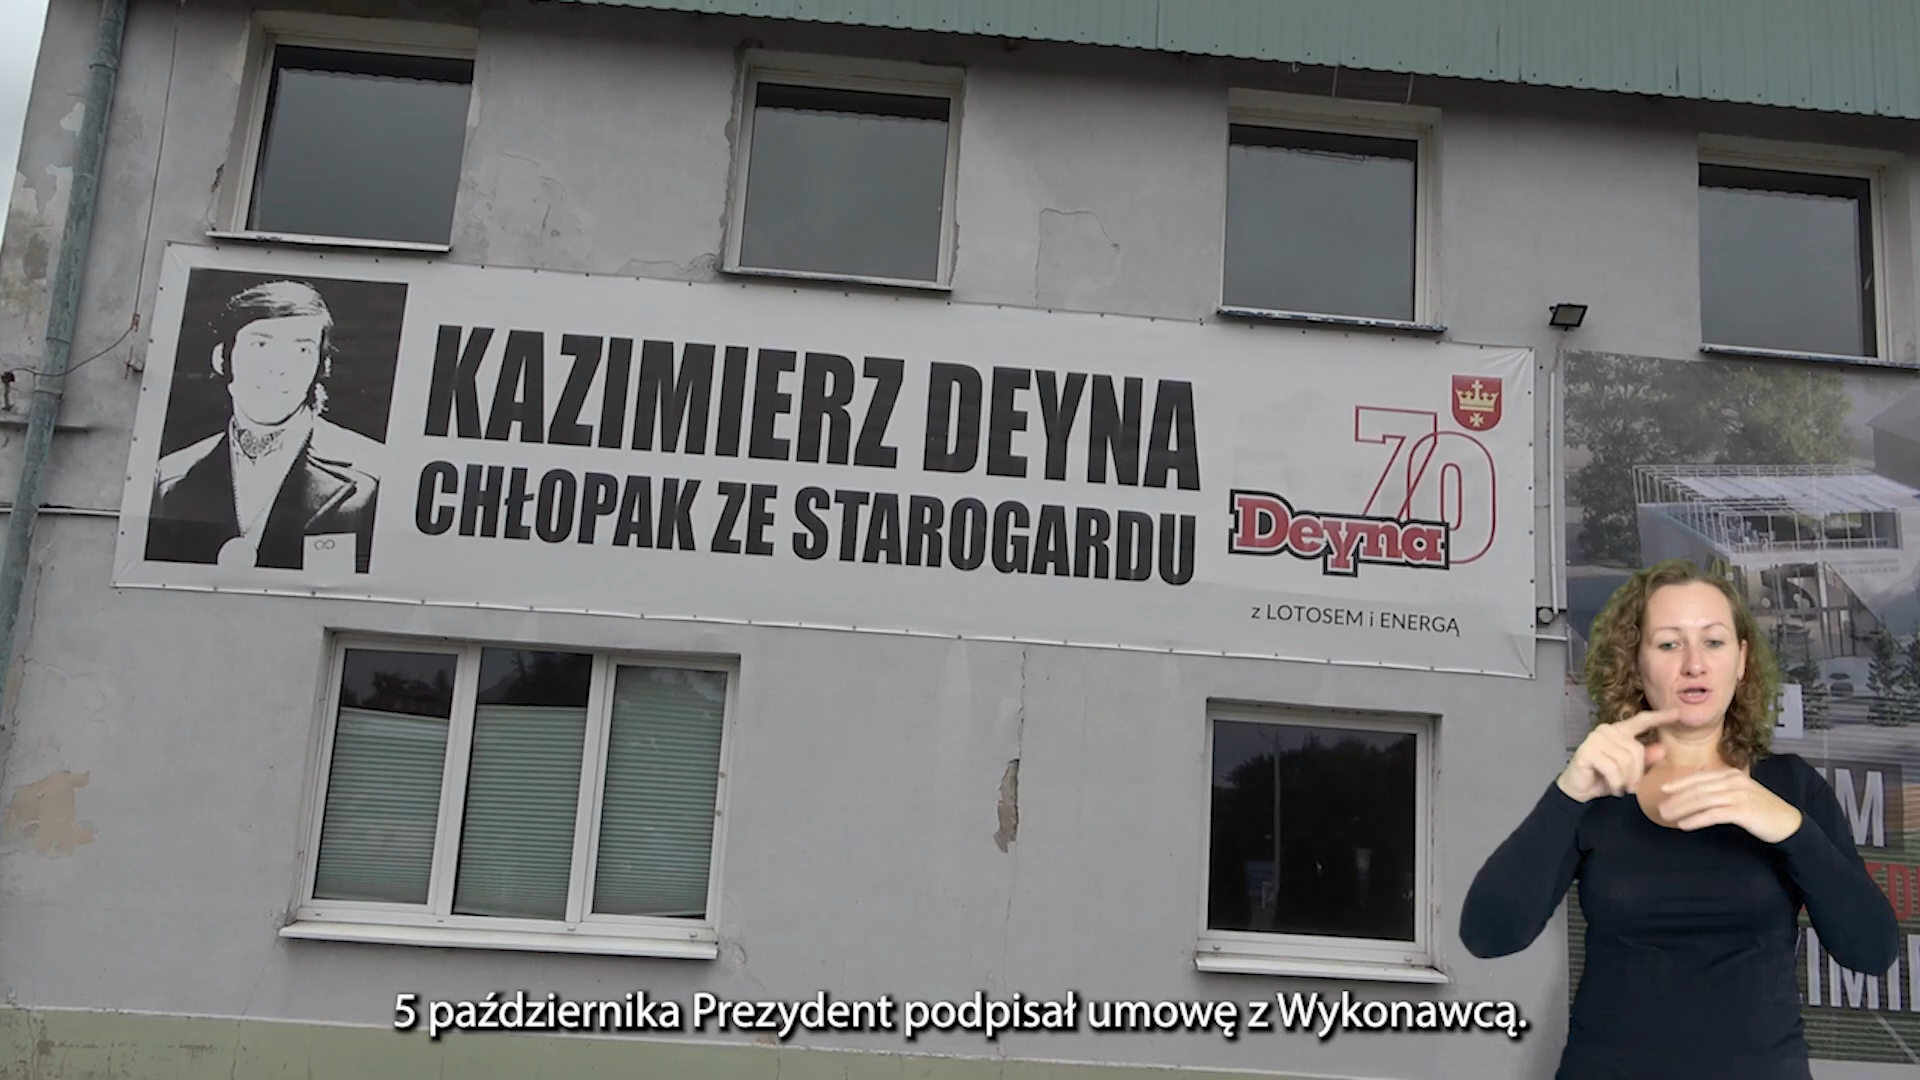 KAZIMIERZ DEYNA
CHŁOPAK ZE STAROGARDU
70
Deyna
z LOTOSEM i ENERGĄ
5 października Prezydent podpisał umowę z Wykonawcą.